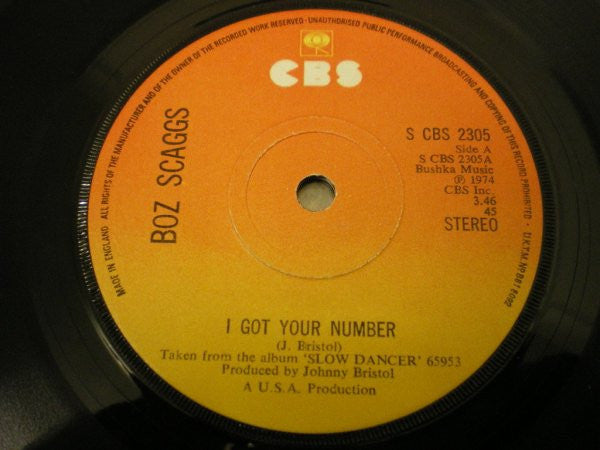 MADE IN ENGLAND · ALL RIGHTS OF THE MANUFACTURER AND OF THE OWNER OF THE RECORDED WORK RESERVED · UNAUTHORISED PUBLIC PERFORMANCE BROADCASTING AND COPYING OF THIS RECORD PROHIBITED · U.K.T.M. Nº
CBS
BOZ SCAGGS
S CBS 2305
Side A
S CBS 2305A
Bushka Music
℗ 1974
CBS Inc.
3.46
45
STEREO
I GOT YOUR NUMBER
(J. Bristol)
Taken from the album 'SLOW DANCER' 65953
Produced by Johnny Bristol
A U.S.A. Production